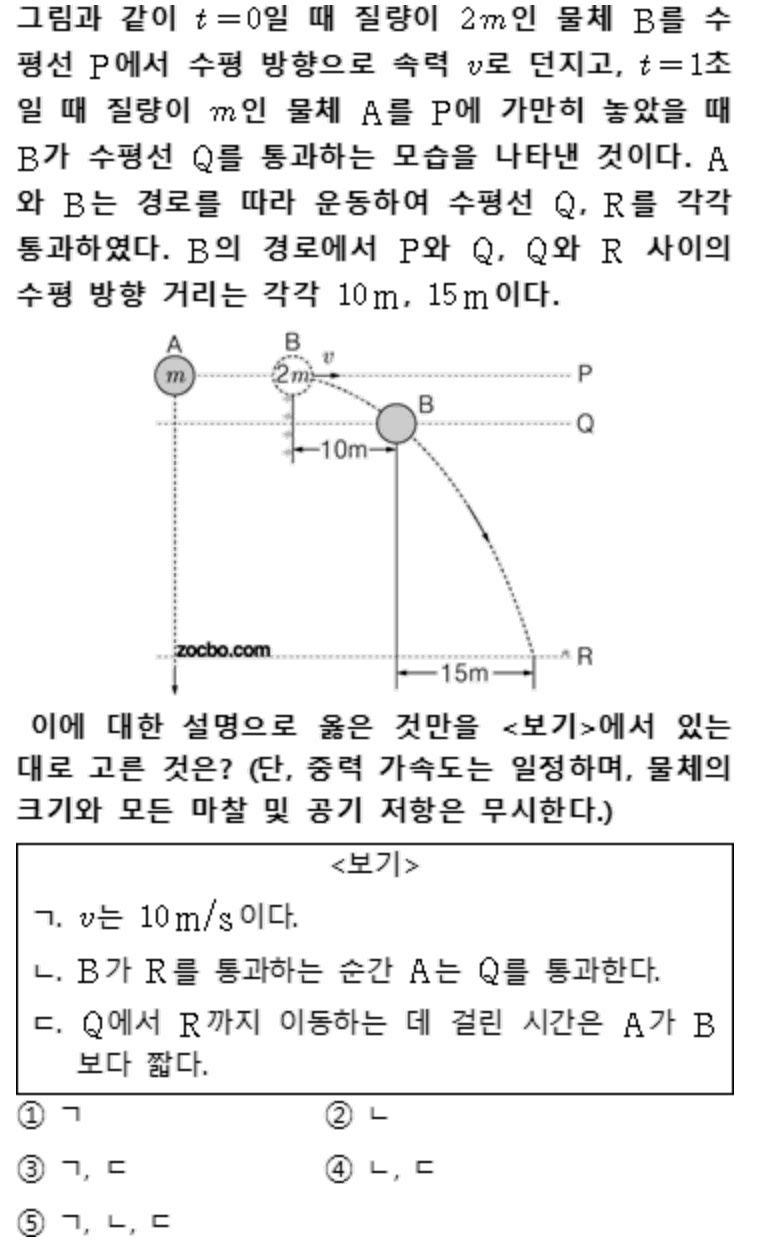 그림과 같이 t=0일 때 질량이 2m인 물체 B를 수
평선 P에서 수평 방향으로 속력 v로 던지고, t=1초
일 때 질량이 m인 물체 A를 P에 가만히 놓았을 때
B가 수평선 Q를 통과하는 모습을 나타낸 것이다. A
와 B는 경로를 따라 운동하여 수평선 Q, R를 각각
통과하였다. B의 경로에서 P와 Q, Q와 R 사이의
수평 방향 거리는 각각 10m, 15m이다.
A B v
m 2m P
B
Q
10m
zocbo.com R
15m
이에 대한 설명으로 옳은 것만을 <보기>에서 있는
대로 고른 것은? (단, 중력 가속도는 일정하며, 물체의
크기와 모든 마찰 및 공기 저항은 무시한다.)
<보기>
ㄱ. v는 10m/s이다.
ㄴ. B가 R를 통과하는 순간 A는 Q를 통과한다.
ㄷ. Q에서 R까지 이동하는 데 걸린 시간은 A가 B
보다 짧다.
① ㄱ ② ㄴ
③ ㄱ, ㄷ ④ ㄴ, ㄷ
⑤ ㄱ, ㄴ, ㄷ